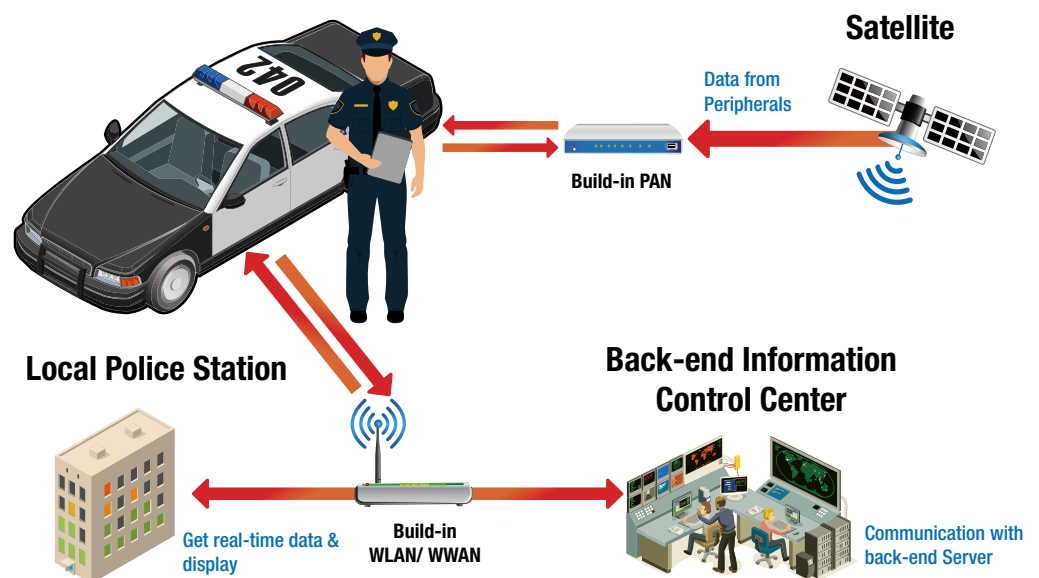 Satellite
Data from
Peripherals
042
Build-in PAN
Local Police Station
Back-end Information
Control Center
Get real-time data &
display
Build-in
WLAN/ WWAN
Communication with
back-end Server